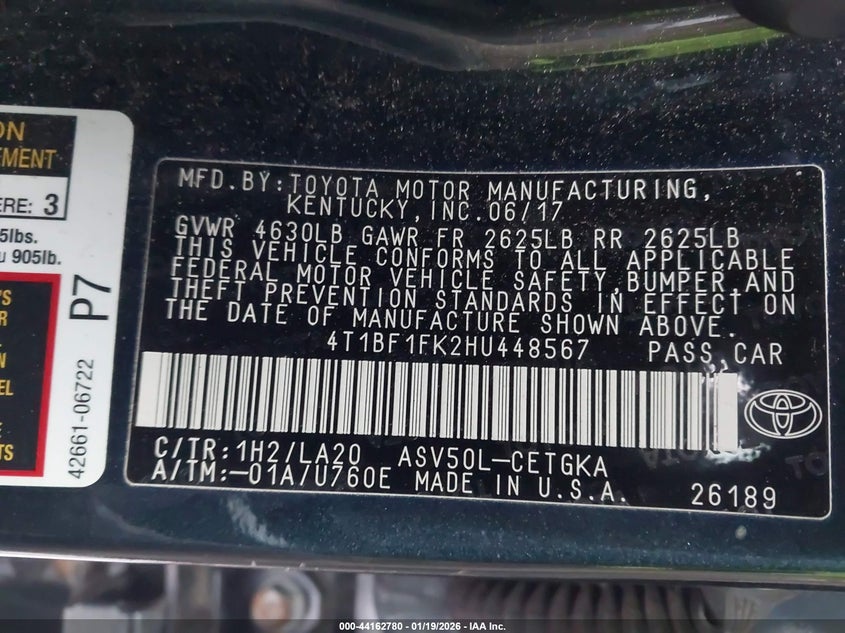 ON
EMENT
ERE: 3
5lbs.
905lb.
'S
R
N
EL
E
TS
42661-06722
P7
MFD.BY:TOYOTA MOTOR MANUFACTURING,
KENTUCKY,INC.06/17
GVWR 4630LB GAWR FR 2625LB RR 2625LB
THIS VEHICLE CONFORMS TO ALL APPLICABLE
FEDERAL MOTOR VEHICLE SAFETY,BUMPER,AND
THEFT PREVENTION STANDARDS IN EFFECT ON
THE DATE OF MANUFACTURE SHOWN ABOVE.
4T1BF1FK2HU448567 PASS,CAR
C/TR:1H2/LA20 ASV50L-CETGKA
A/TM:-01A/U760E MADE IN U.S.A. 26189
000-44162780 - 01/19/2026 - IAA Inc.